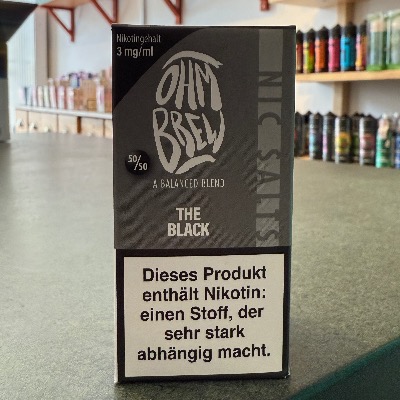 Nikotingehalt
3 mg/ml
OHM
BREW
50/50
A BALANCED BLEND
NIC SALTS
THE
BLACK
Dieses Produkt
enthält Nikotin:
einen Stoff, der
sehr stark
abhängig macht.